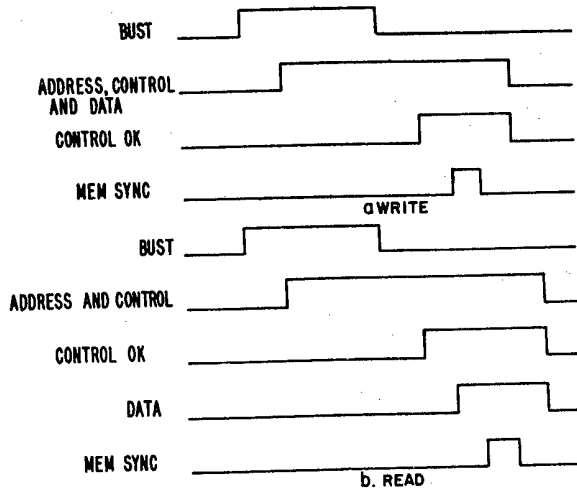 BUST
ADDRESS, CONTROL
AND DATA
CONTROL OK
MEM SYNC
a WRITE
BUST
ADDRESS AND CONTROL
CONTROL OK
DATA
MEM SYNC
b. READ